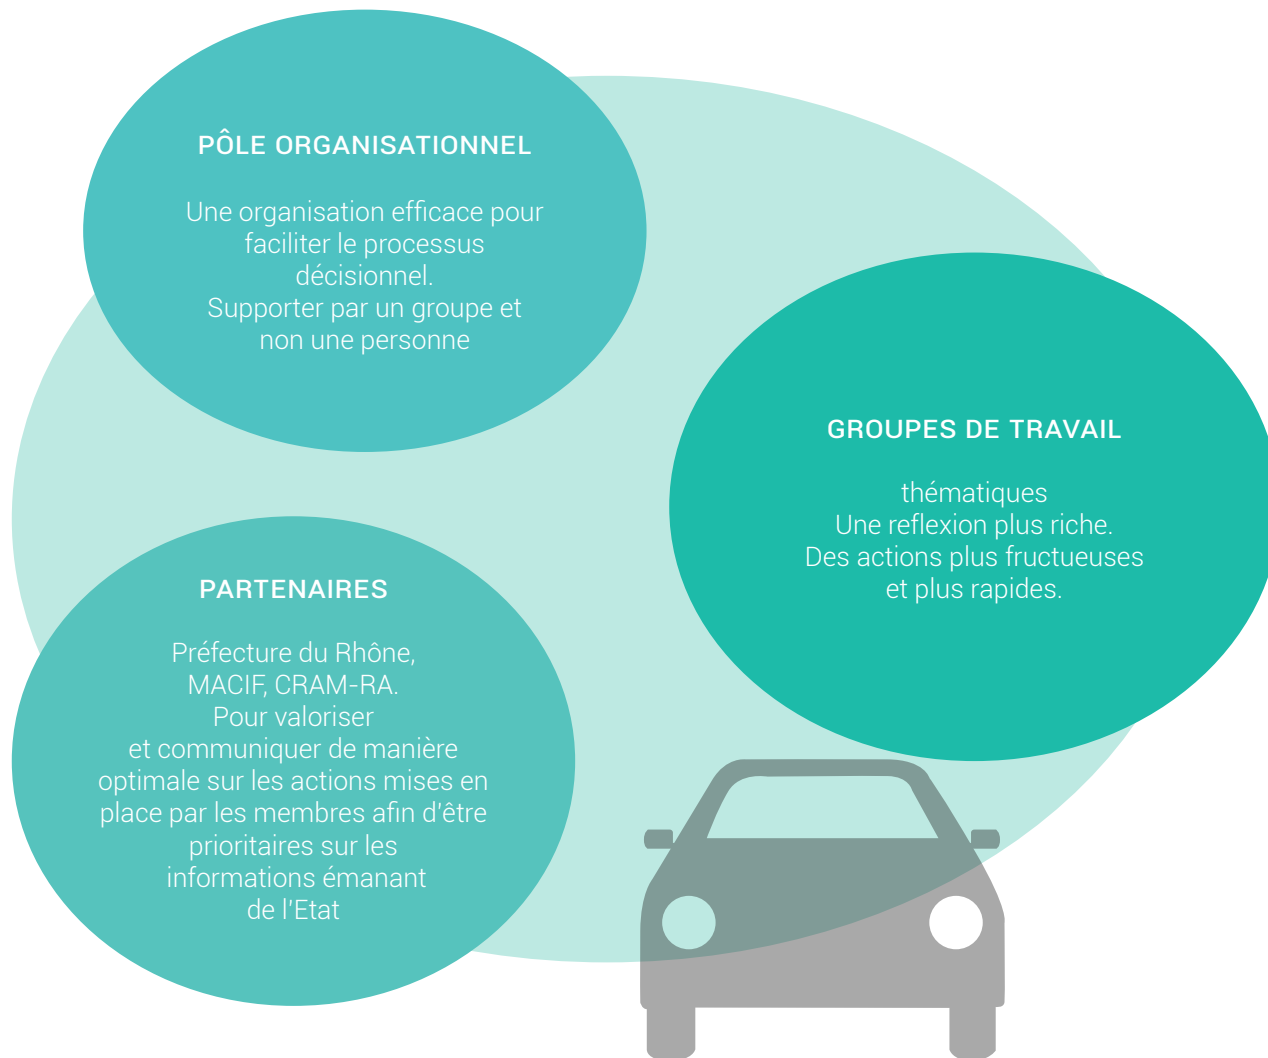 PÔLE ORGANISATIONNEL
Une organisation efficace pour
faciliter le processus
décisionnel.
Supporter par un groupe et
non une personne
GROUPES DE TRAVAIL
thématiques
Une reflexion plus riche.
Des actions plus fructueuses
et plus rapides.
PARTENAIRES
Préfecture du Rhône,
MACIF, CRAM-RA.
Pour valoriser
et communiquer de manière
optimale sur les actions mises en
place par les membres afin d'être
prioritaires sur les
informations émanant
de l'Etat